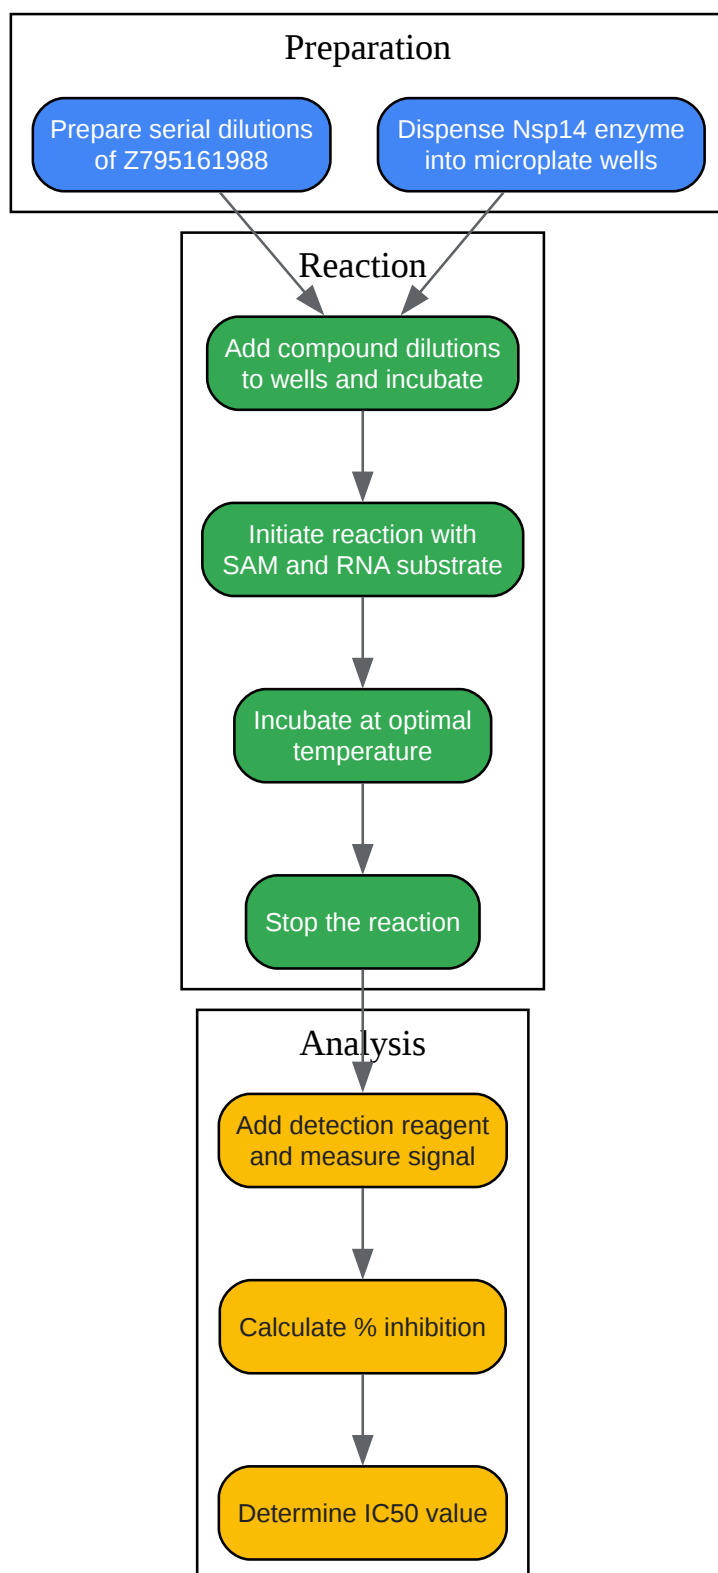 Preparation
Prepare serial dilutions
of Z795161988
Dispense Nsp14 enzyme
into microplate wells
Reaction
Add compound dilutions
to wells and incubate
Initiate reaction with
SAM and RNA substrate
Incubate at optimal
temperature
Stop the reaction
Analysis
Add detection reagent
and measure signal
Calculate % inhibition
Determine IC50 value